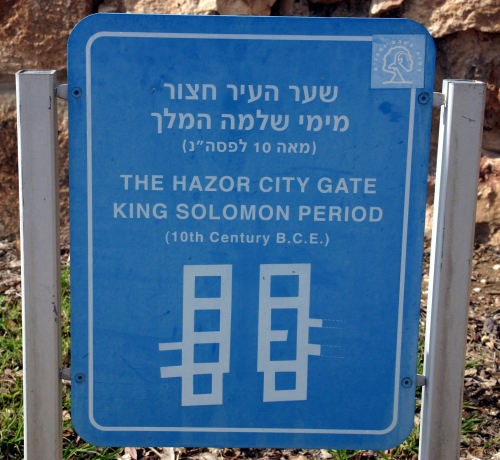 שער העיר חצור
מימי שלמה המלך
(מאה 10 לפסה״נ)
THE HAZOR CITY GATE
KING SOLOMON PERIOD
(10th Century B.C.E.)